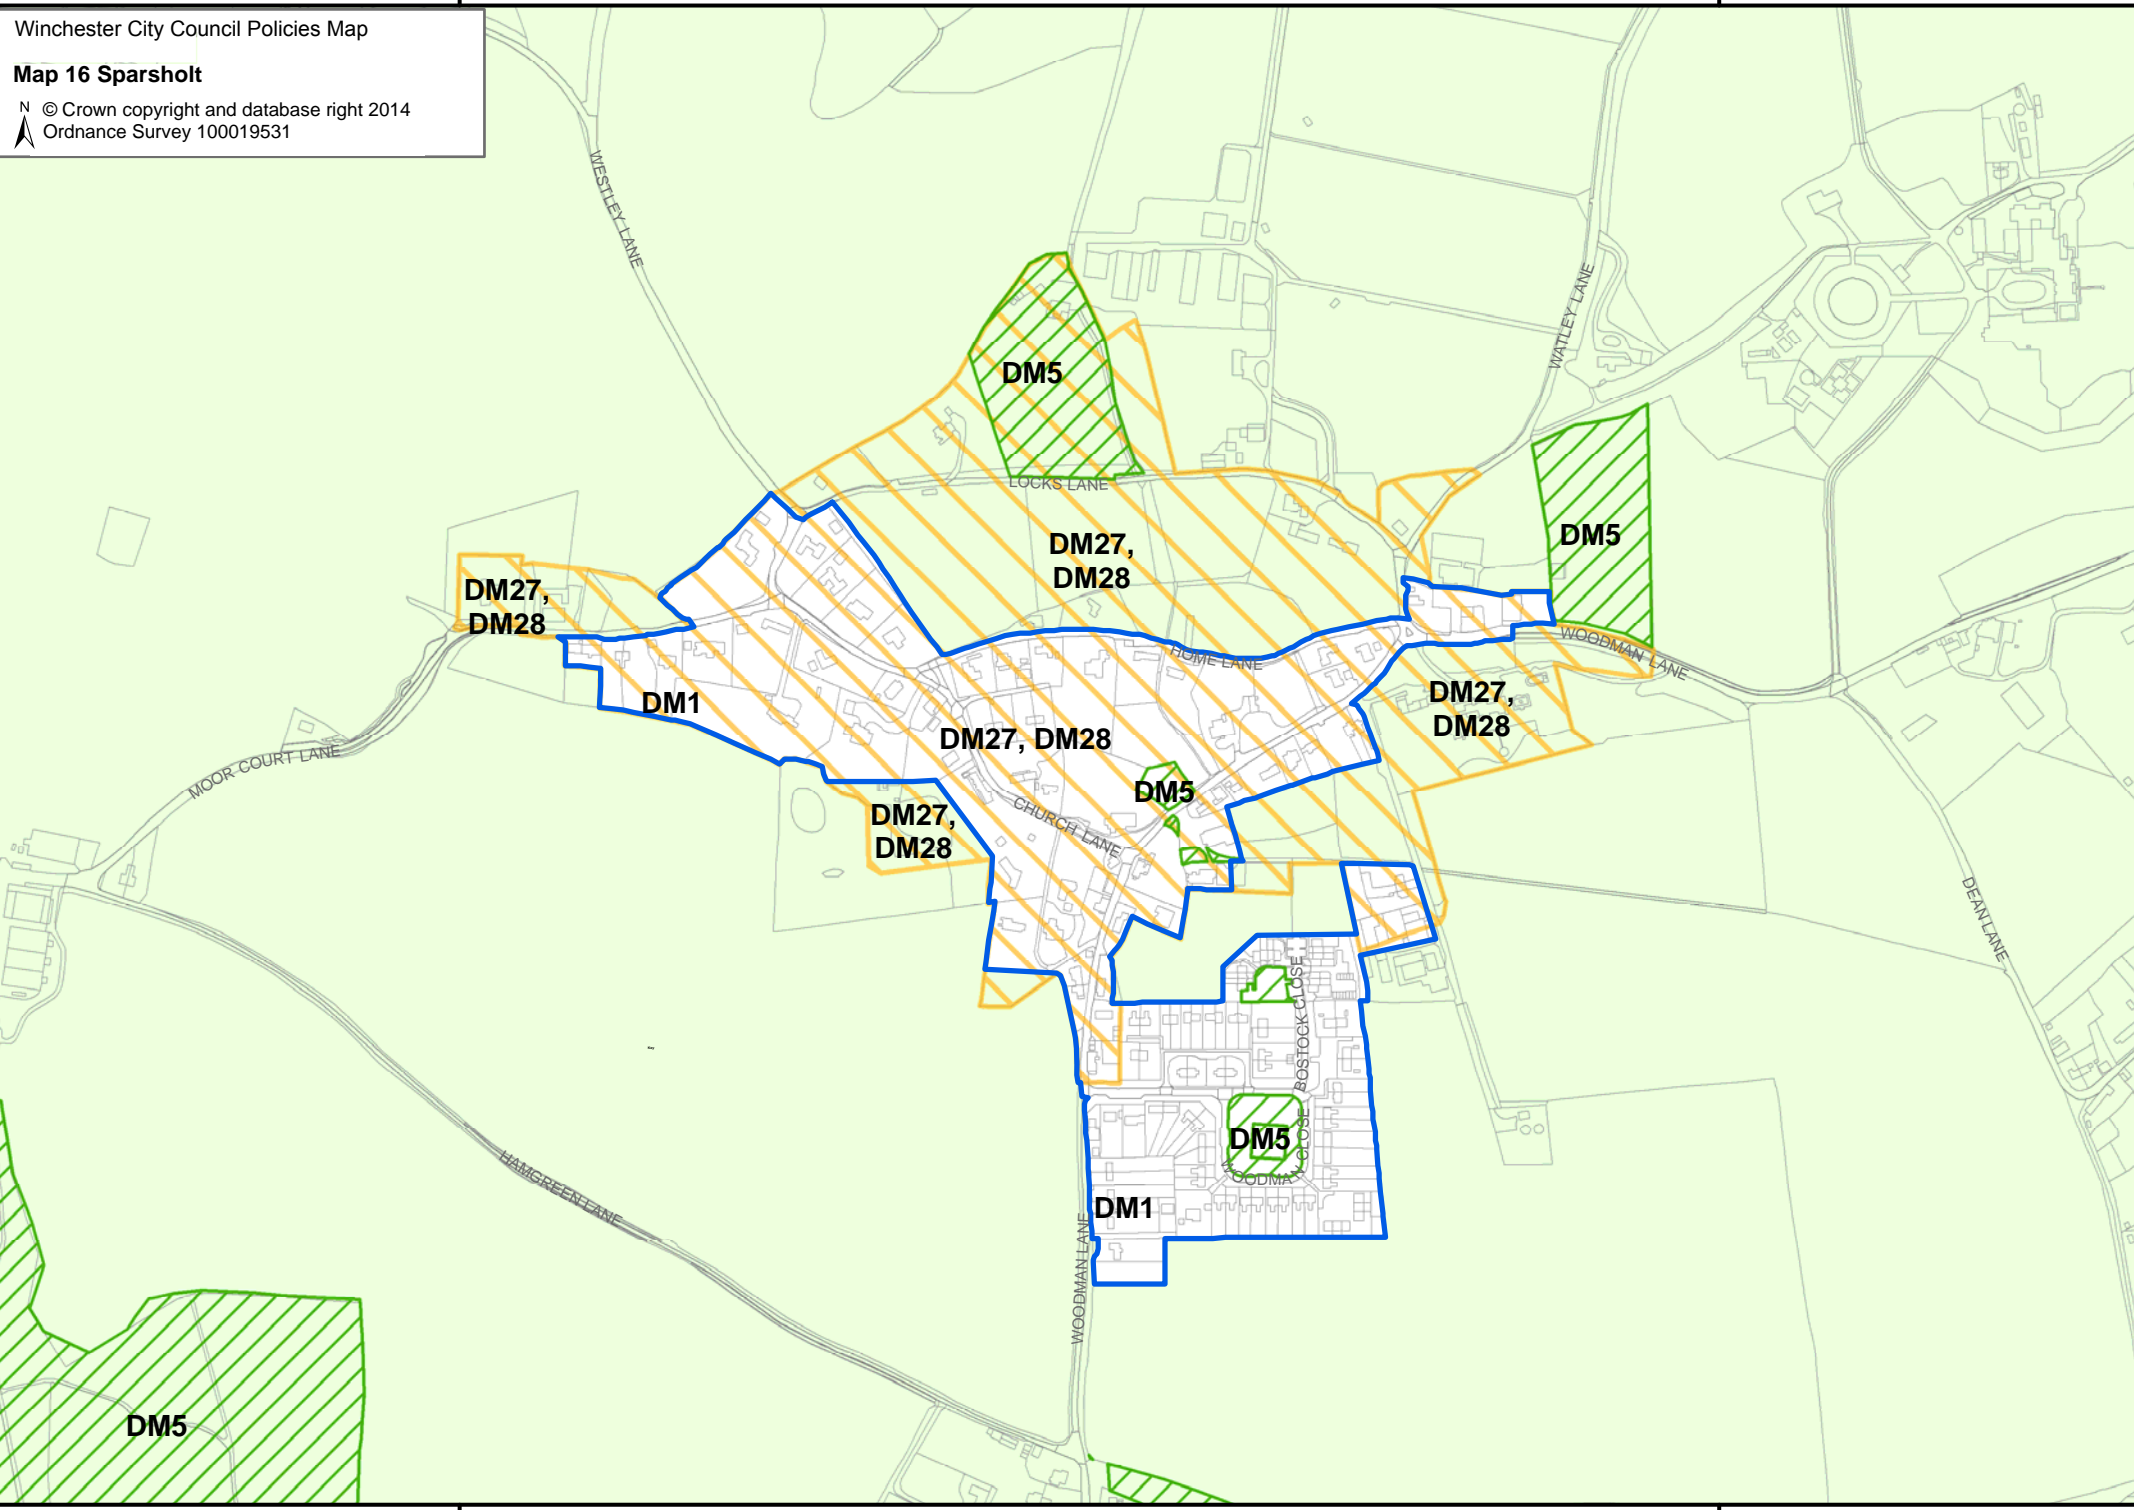 Winchester City Council Policies Map
Map 16 Sparsholt
N
© Crown copyright and database right 2014
Ordnance Survey 100019531
WESTLEY LANE
WATLEY LANE
DM5
LOCKS LANE
DM5
DM27,
DM28
DM27,
DM28
WOODMAN LANE
HOME LANE
DM1
DM27,
DM28
DM27, DM28
MOOR COURT LANE
DM5
DM27,
DM28
CHURCH LANE
DEAN LANE
BOSTOCK CLOSE
DM5
WOODMAN CLOSE
HAMGREEN LANE
DM1
WOODMAN LANE
DM5